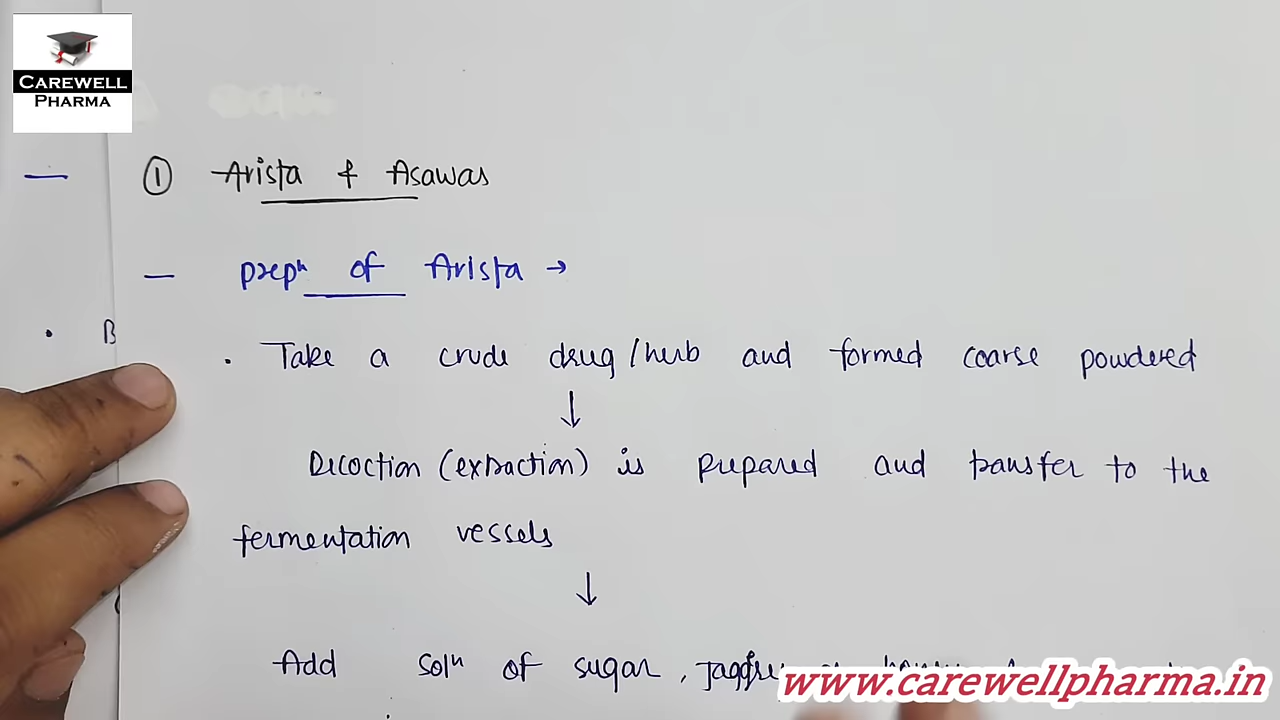 CAREWELL
PHARMA
① Arista & Asawas
— prepⁿ of Arista →
B
. Take a crude drug/herb and formed coarse powdered
↓
Decoction (extraction) is prepared and transfer to the
fermentation vessels
↓
Add solⁿ of sugar, Jaggery
www.carewellpharma.in